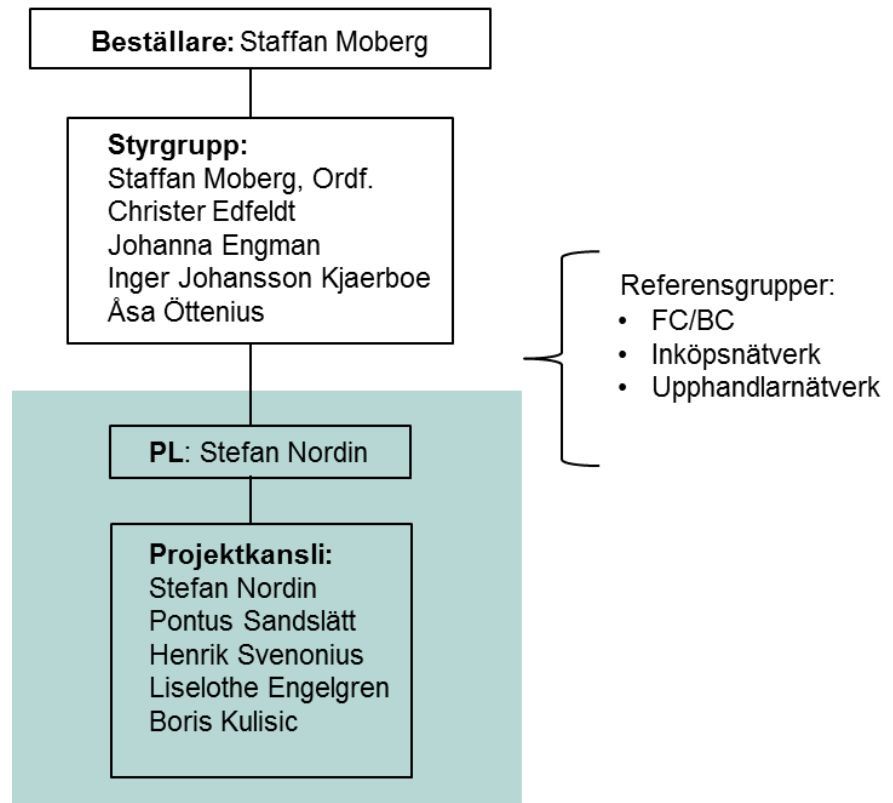 Beställare: Staffan Moberg
Styrgrupp:
Staffan Moberg, Ordf.
Christer Edfeldt
Johanna Engman
Inger Johansson Kjaerboe
Åsa Öttenius
Referensgrupper:
• FC/BC
• Inköpsnätverk
• Upphandlarnätverk
PL: Stefan Nordin
Projektkansli:
Stefan Nordin
Pontus Sandslätt
Henrik Svenonius
Liselothe Engelgren
Boris Kulisic